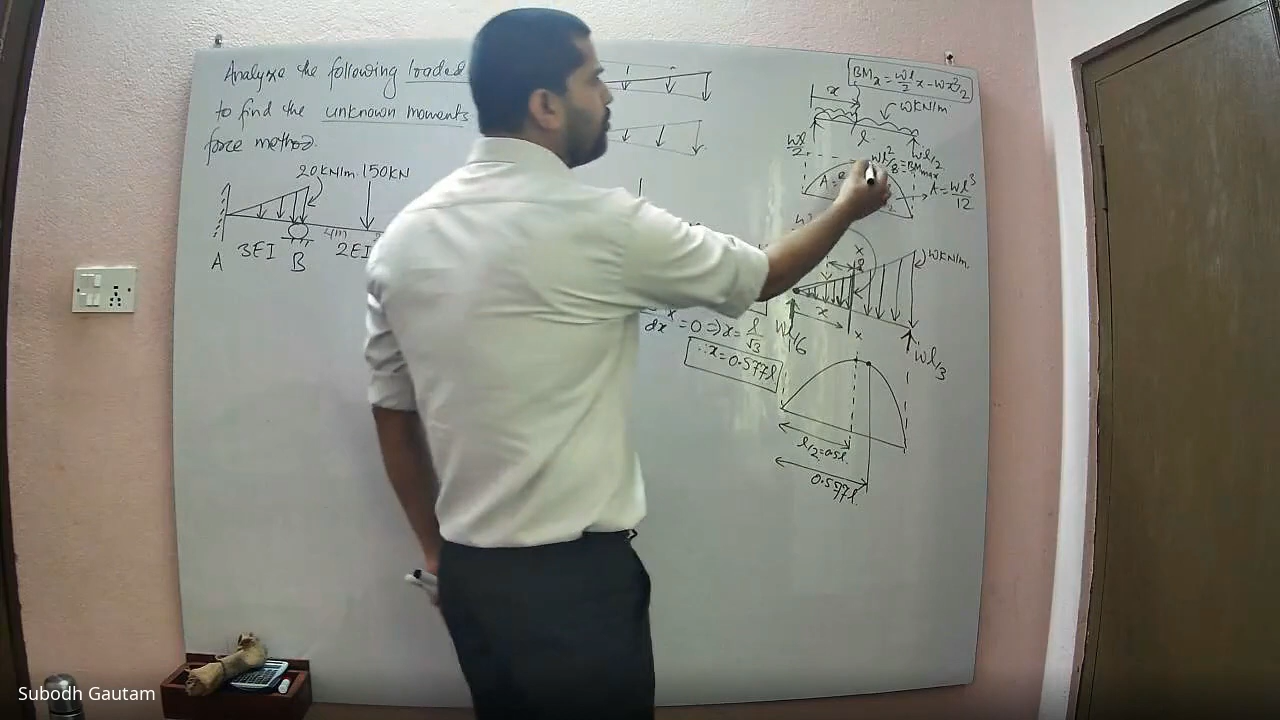 Analyze the following loaded
to find the unknown moments
force method.
20KN/m 150KN
A 3EI B 4m 2EI
BMx = wl/2 x - wx²/2
x
wKN/m
l
wl/2
wl²/8 = BMmax
wl/2
A = wl³/12
x
wKN/m
x
x
wl/6
wl/3
dx = 0 => x = l/√3
∴ x = 0.577l
l/2 = 0.5l
0.577l
Subodh Gautam